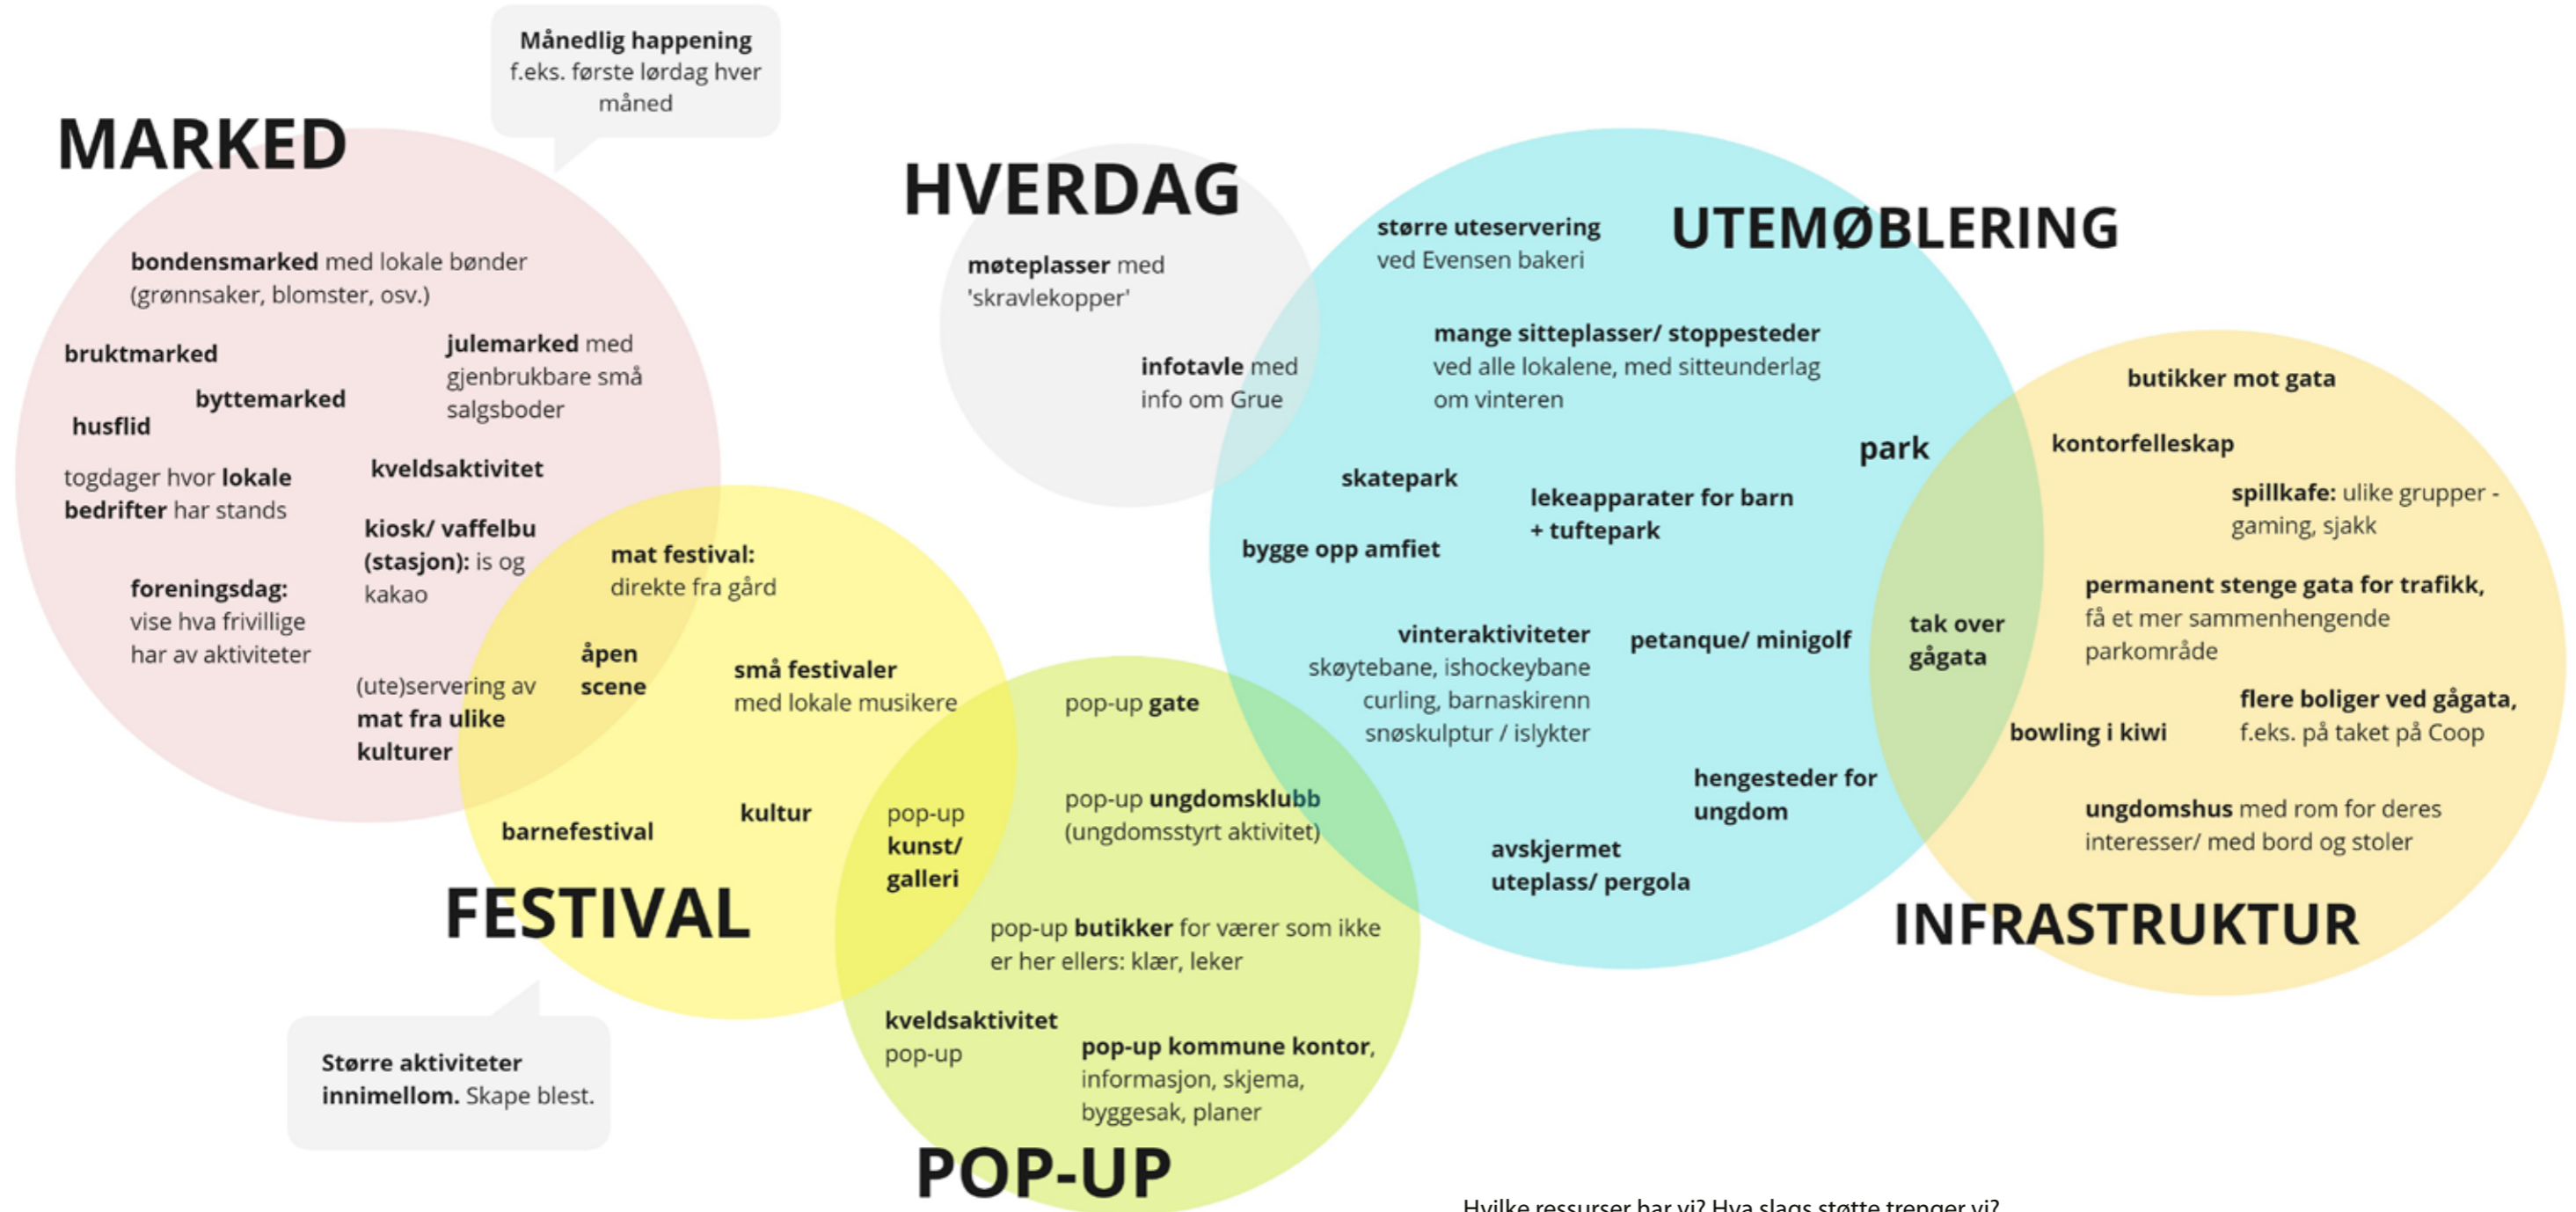 Månedlig happening
f.eks. første lørdag hver
måned
MARKED
bondensmarked med lokale bønder
(grønnsaker, blomster, osv.)
bruktmarked
julemarked med
gjenbrukbare små
salgsboder
byttemarked
husflid
togdager hvor lokale
bedrifter har stands
kveldsaktivitet
kiosk/ vaffelbu
(stasjon): is og
kakao
foreningsdag:
vise hva frivillige
har av aktiviteter
(ute)servering av
mat fra ulike
kulturer
mat festival:
direkte fra gård
åpen
scene
små festivaler
med lokale musikere
kultur
barnefestival
FESTIVAL
Større aktiviteter
innimellom. Skape blest.
pop-up
kunst/
galleri
pop-up gate
pop-up ungdomsklubb
(ungdomsstyrt aktivitet)
pop-up butikker for værer som ikke
er her ellers: klær, leker
kveldsaktivitet
pop-up
pop-up kommune kontor,
informasjon, skjema,
byggesak, planer
POP-UP
HVERDAG
møteplasser med
'skravlekopper'
infotavle med
info om Grue
UTEMØBLERING
større uteservering
ved Evensen bakeri
mange sitteplasser/ stoppesteder
ved alle lokalene, med sitteunderlag
om vinteren
park
skatepark
lekeapparater for barn
+ tuftepark
bygge opp amfiet
vinteraktiviteter
skøytebane, ishockeybane
curling, barnaskirenn
snøskulptur / islykter
petanque/ minigolf
hengesteder for
ungdom
avskjermet
uteplass/ pergola
tak over
gågata
butikker mot gata
kontorfelleskap
spillkafe: ulike grupper -
gaming, sjakk
permanent stenge gata for trafikk,
få et mer sammenhengende
parkområde
flere boliger ved gågata,
f.eks. på taket på Coop
bowling i kiwi
ungdomshus med rom for deres
interesser/ med bord og stoler
INFRASTRUKTUR
Hvilke ressurser har vi? Hva slags støtte trenger vi?